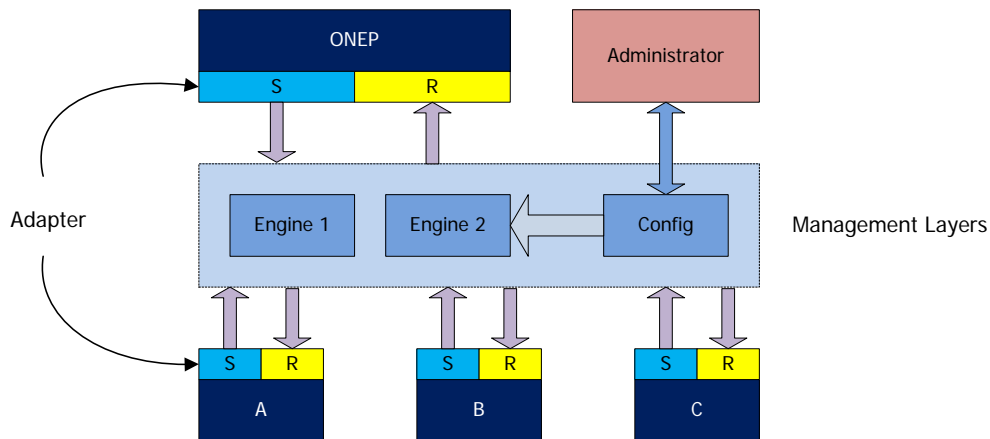 ONEP
Administrator
S
R
Adapter
Engine 1
Engine 2
Config
Management Layers
S
R
S
R
S
R
A
B
C